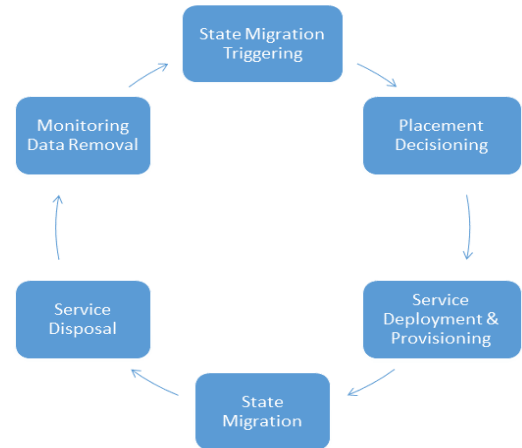 State Migration
Triggering
Placement
Decisioning
Service
Deployment &
Provisioning
State
Migration
Service
Disposal
Monitoring
Data Removal